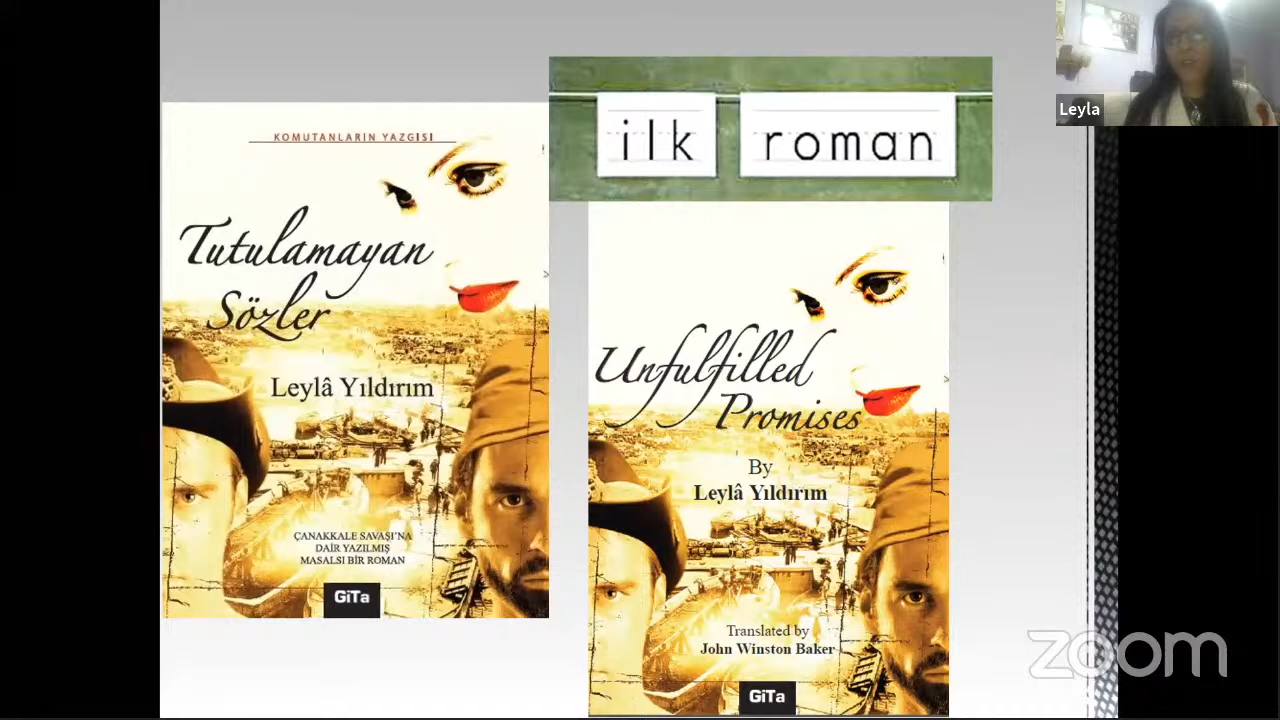 ilk roman
KOMUTANLARIN YAZGISI
Tutulamayan
Sözler
Leylâ Yıldırım
ÇANAKKALE SAVAŞI'NA
DAİR YAZILMIŞ
MASALSI BİR ROMAN
GiTa
Unfulfilled
Promises
By
Leylâ Yıldırım
Translated by
John Winston Baker
GiTa
Leyla
zoom